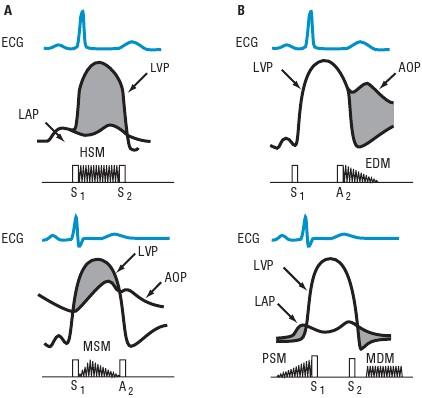 A
ECG
LVP
LAP
HSM
S1 S2
ECG
LVP
AOP
MSM
S1 A2
B
ECG
LVP AOP
EDM
S1 A2
ECG
LVP
LAP
PSM MDM
S1 S2